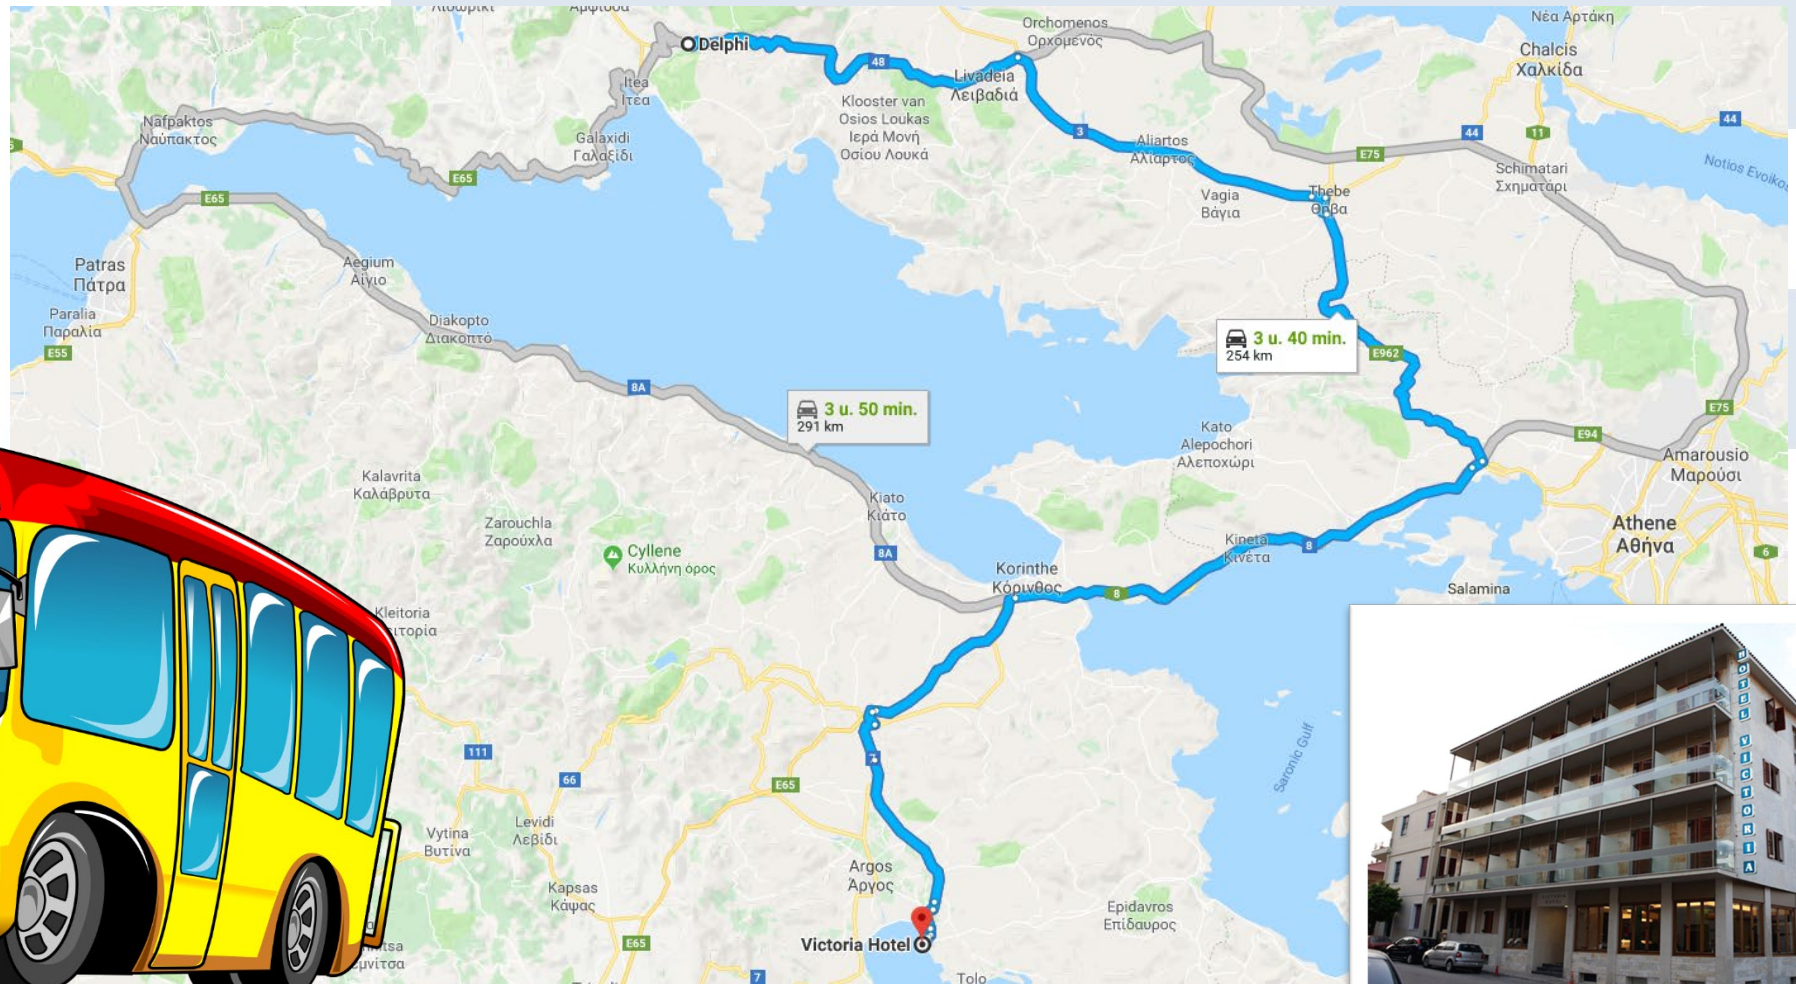 Νέα Αρτάκη
Orchomenos
Ορχομενός
Chalcis
Χαλκίδα
Delphi
48
Livadeia
Λειβαδιά
Itea
Ιτέα
Klooster van
Osios Loukas
Ιερά Μονή
Οσίου Λουκά
Nafpaktos
Ναύπακτος
Galaxidi
Γαλαξίδι
3
Aliartos
Αλίαρτος
E75
44
11
44
Notios Evoikos
Schimatari
Σχηματάρι
E65
E65
Vagia
Βάγια
Thebe
Θήβα
Patras
Πάτρα
Aegium
Αίγιο
Paralia
Παραλία
E55
Diakopto
Διακοπτό
3 u. 40 min.
254 km
E962
8A
3 u. 50 min.
291 km
E75
E94
Kato
Alepochori
Αλεποχώρι
Amarousio
Μαρούσι
Kalavrita
Καλάβρυτα
Kiato
Κιάτο
Zarouchla
Ζαρούχλα
Athene
Αθήνα
6
Cyllene
Κυλλήνη όρος
8A
Kineta
Κινέτα
8
Korinthe
Κόρινθος
8
Salamina
Kleitoria
ιτορία
111
66
7
E65
Saronic Gulf
Vytina
Βυτίνα
Levidi
Λεβίδι
Argos
Άργος
Kapsas
Κάψας
Epidavros
Επίδαυρος
E65
Victoria Hotel
7
Tolo
HOTEL VICTORIA